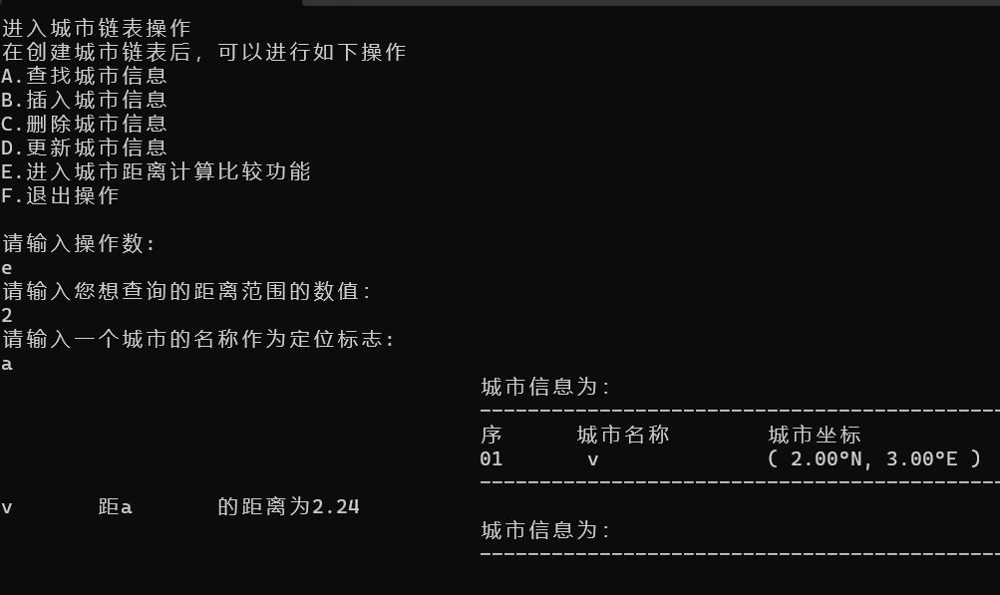 进入城市链表操作
在创建城市链表后，可以进行如下操作
A.查找城市信息
B.插入城市信息
C.删除城市信息
D.更新城市信息
E.进入城市距离计算比较功能
F.退出操作
请输入操作数:
e
请输入您想查询的距离范围的数值:
2
请输入一个城市的名称作为定位标志:
a
城市信息为:
-------------------------------------------
序 城市名称 城市坐标
01 v ( 2.00°N, 3.00°E )
-------------------------------------------
v 距a 的距离为2.24
城市信息为:
-------------------------------------------